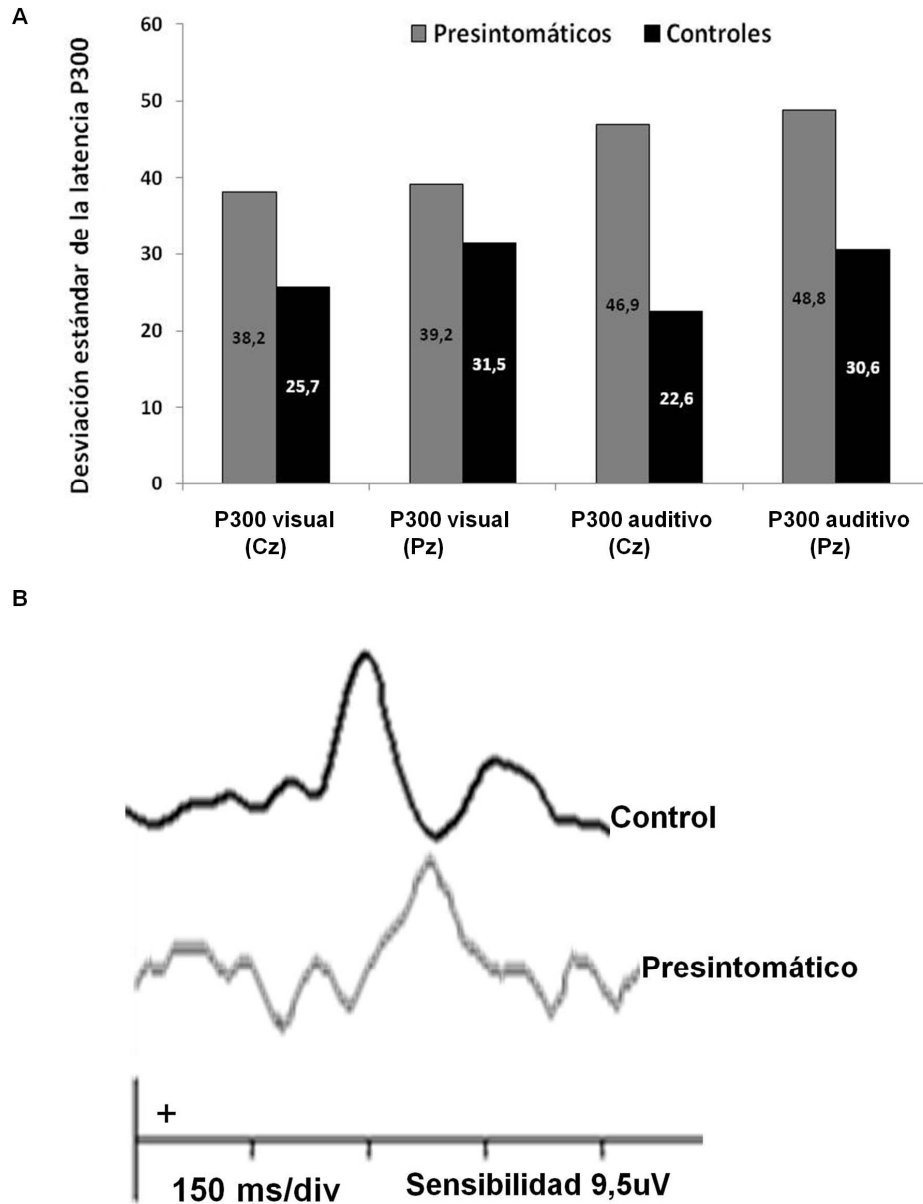 A
Desviación estándar de la latencia P300
60
50
40
30
20
10
0
Presintomáticos
Controles
38,2
25,7
39,2
31,5
46,9
22,6
48,8
30,6
P300 visual
(Cz)
P300 visual
(Pz)
P300 auditivo
(Cz)
P300 auditivo
(Pz)
B
Control
Presintomático
+
150 ms/div
Sensibilidad 9,5uV